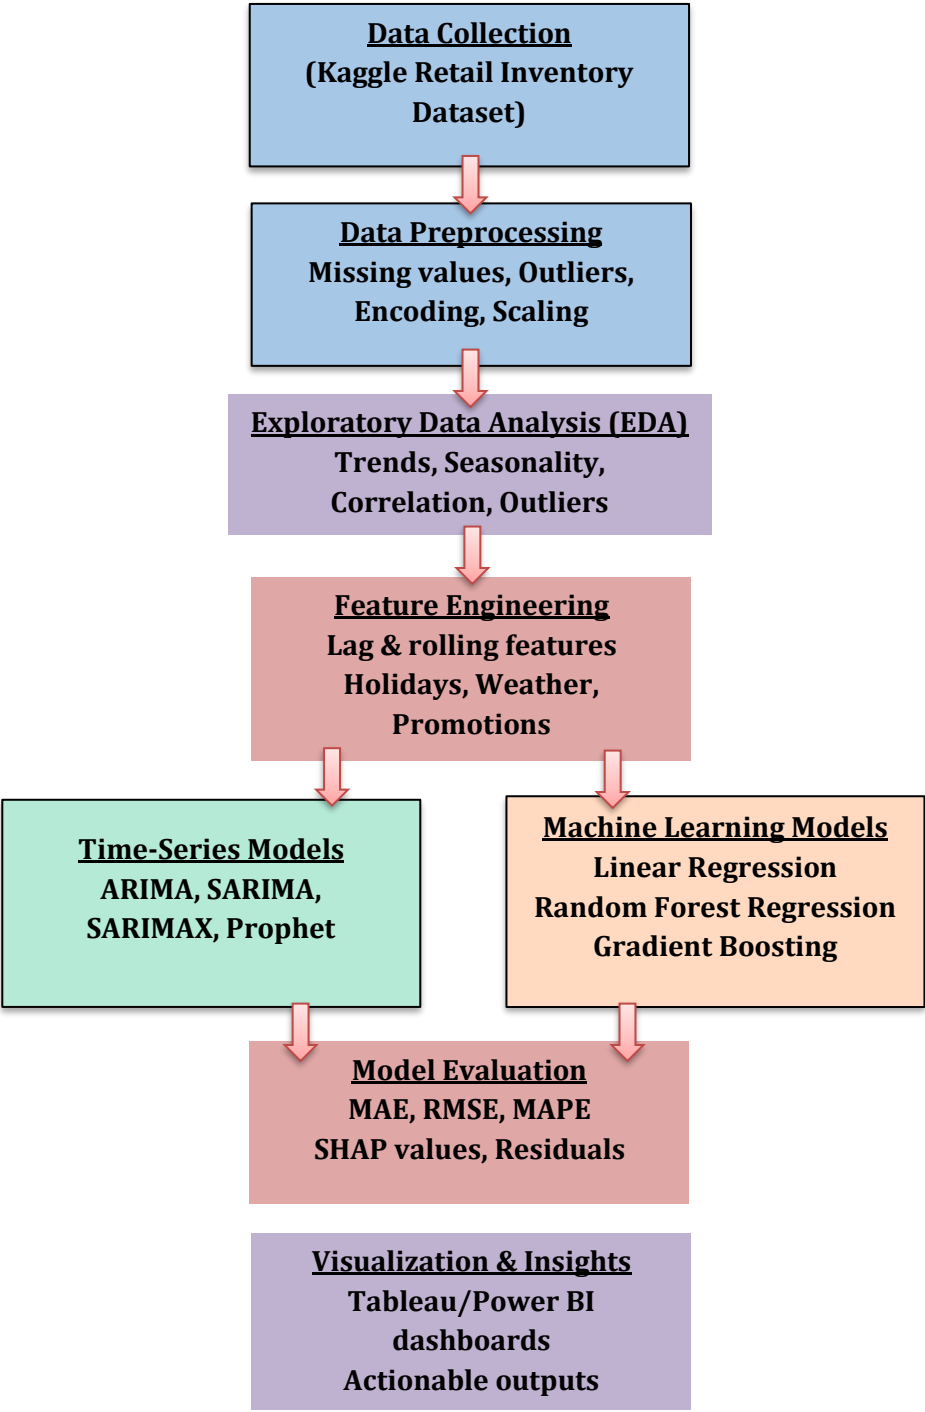 Data Collection
(Kaggle Retail Inventory
Dataset)
Data Preprocessing
Missing values, Outliers,
Encoding, Scaling
Exploratory Data Analysis (EDA)
Trends, Seasonality,
Correlation, Outliers
Feature Engineering
Lag & rolling features
Holidays, Weather,
Promotions
Time-Series Models
ARIMA, SARIMA,
SARIMAX, Prophet
Machine Learning Models
Linear Regression
Random Forest Regression
Gradient Boosting
Model Evaluation
MAE, RMSE, MAPE
SHAP values, Residuals
Visualization & Insights
Tableau/Power BI
dashboards
Actionable outputs